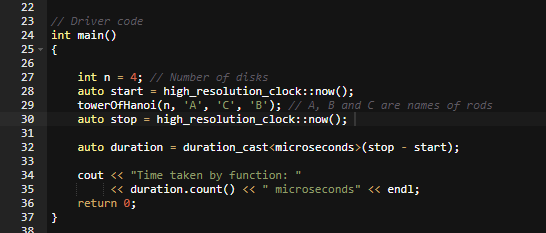 22
23 // Driver code
24 int main()
25 {
26
27 int n = 4; // Number of disks
28 auto start = high_resolution_clock::now();
29 towerOfHanoi(n, 'A', 'C', 'B'); // A, B and C are names of rods
30 auto stop = high_resolution_clock::now();
31
32 auto duration = duration_cast<microseconds>(stop - start);
33
34 cout << "Time taken by function: "
35 << duration.count() << " microseconds" << endl;
36 return 0;
37 }
38